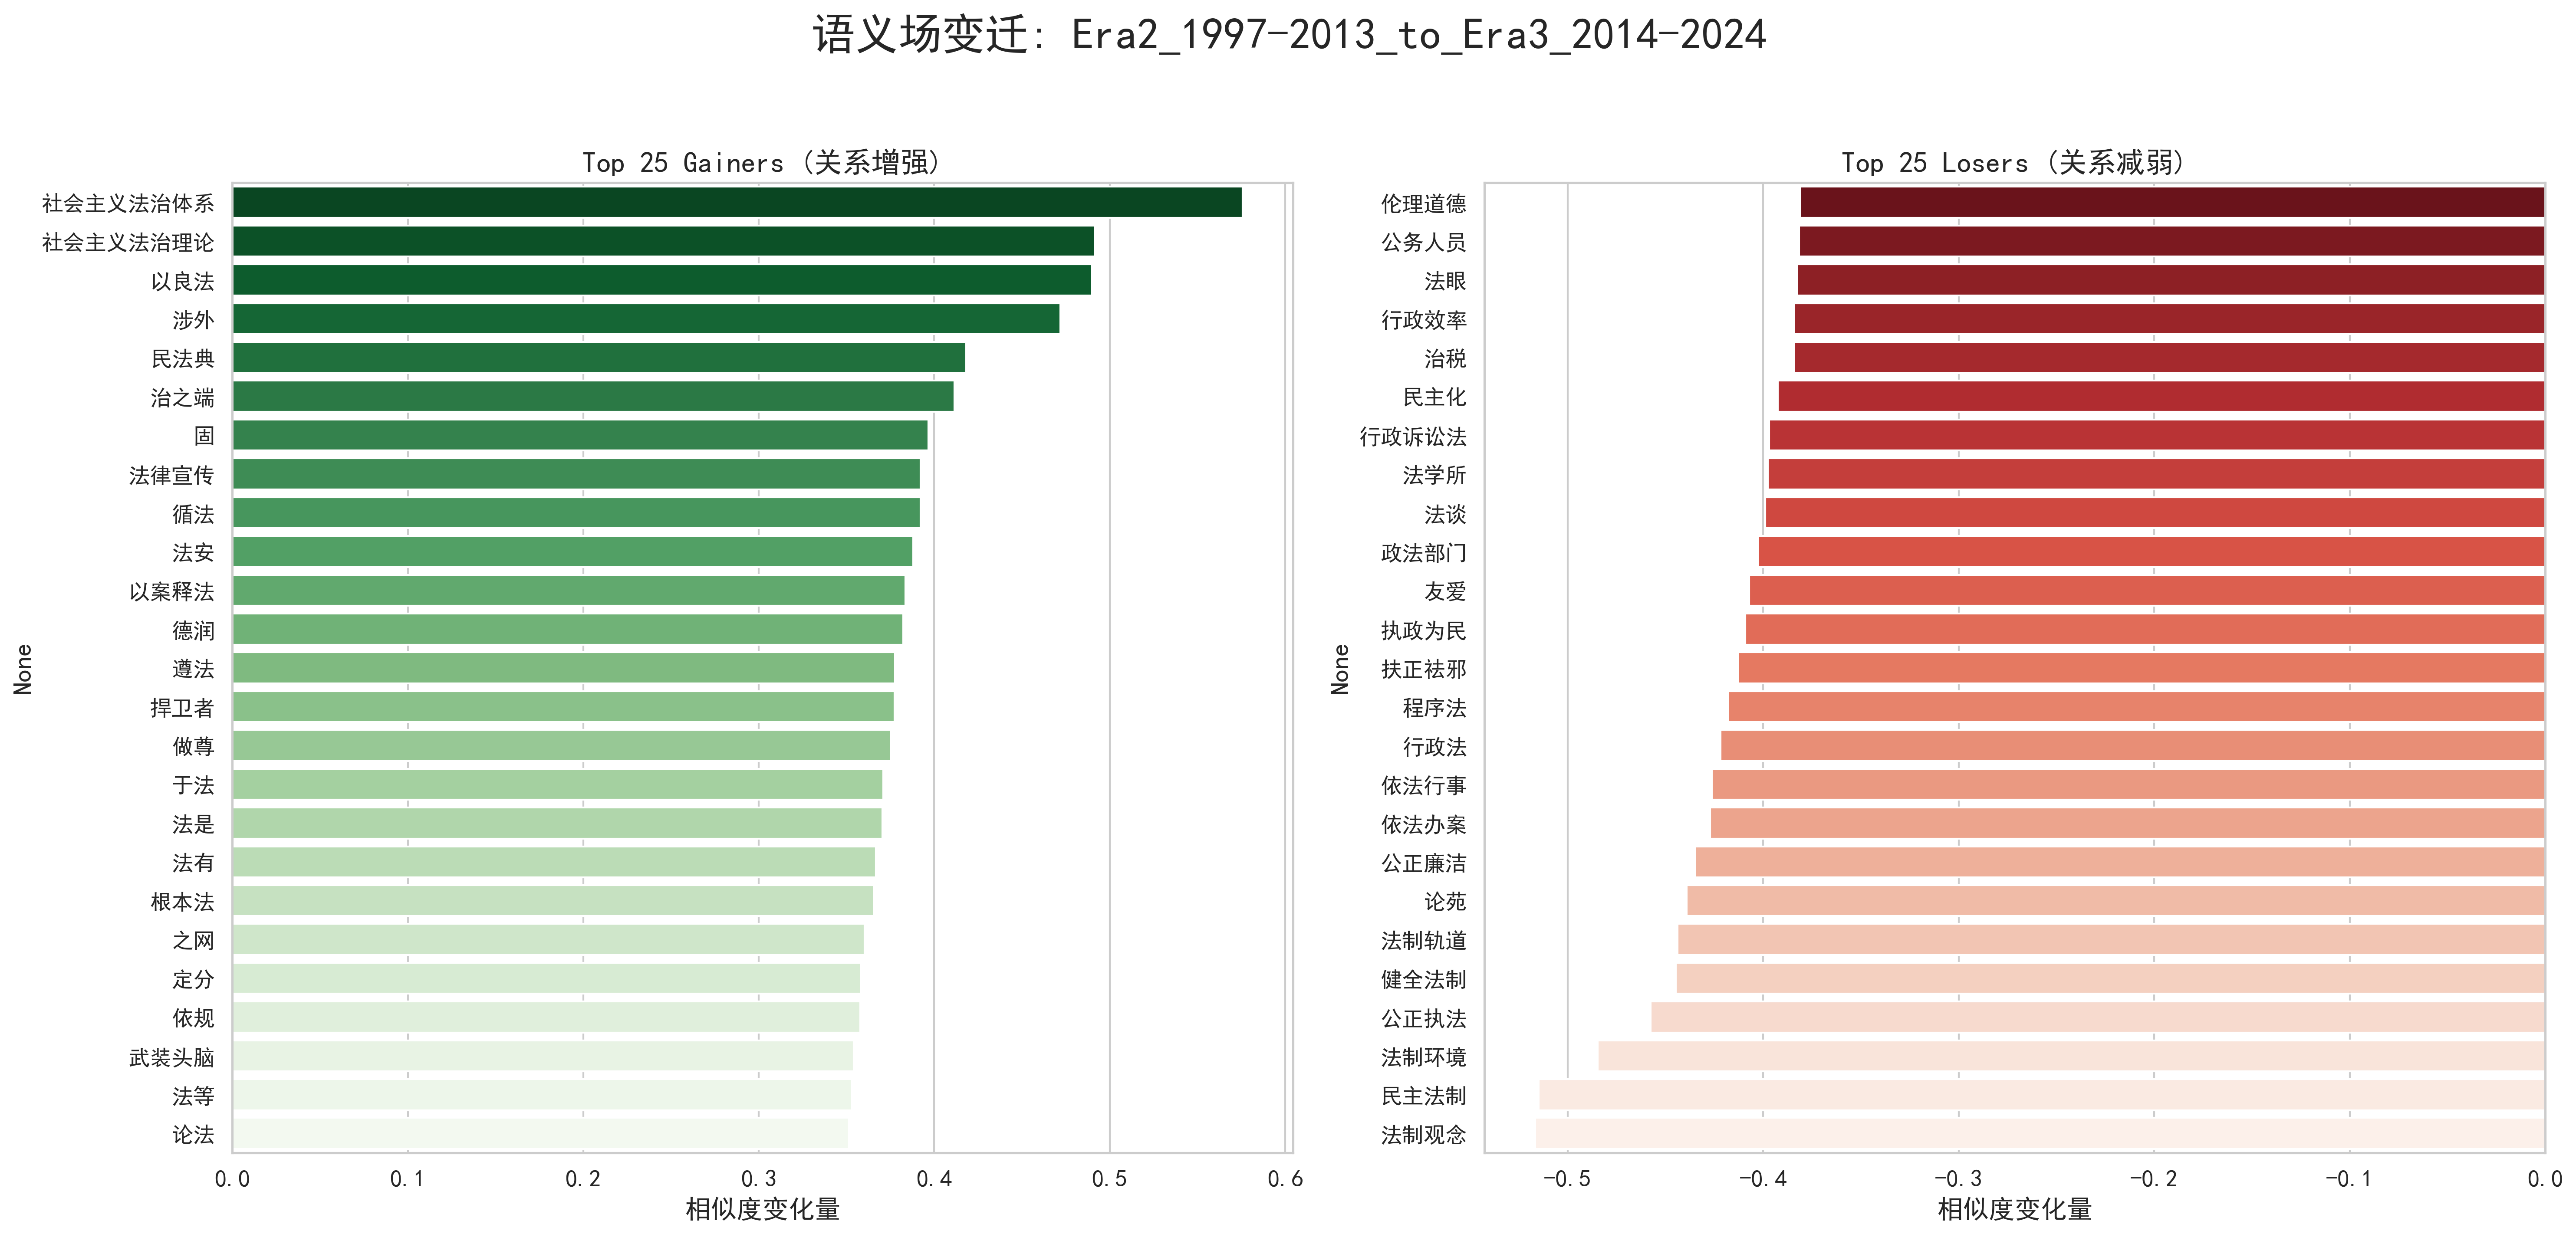 语义场变迁: Era2_1997-2013_to_Era3_2014-2024
Top 25 Gainers (关系增强)
社会主义法治体系
社会主义法治理论
以良法
涉外
民法典
治之端
固
法律宣传
循法
法安
以案释法
德润
遵法
捍卫者
做尊
于法
法是
法有
根本法
之网
定分
依规
武装头脑
法等
论法
None
0.0 0.1 0.2 0.3 0.4 0.5 0.6
相似度变化量
Top 25 Losers (关系减弱)
伦理道德
公务人员
法眼
行政效率
治税
民主化
行政诉讼法
法学所
法谈
政法部门
友爱
执政为民
扶正祛邪
程序法
行政法
依法行事
依法办案
公正廉洁
论苑
法制轨道
健全法制
公正执法
法制环境
民主法制
法制观念
None
-0.5 -0.4 -0.3 -0.2 -0.1 0.0
相似度变化量